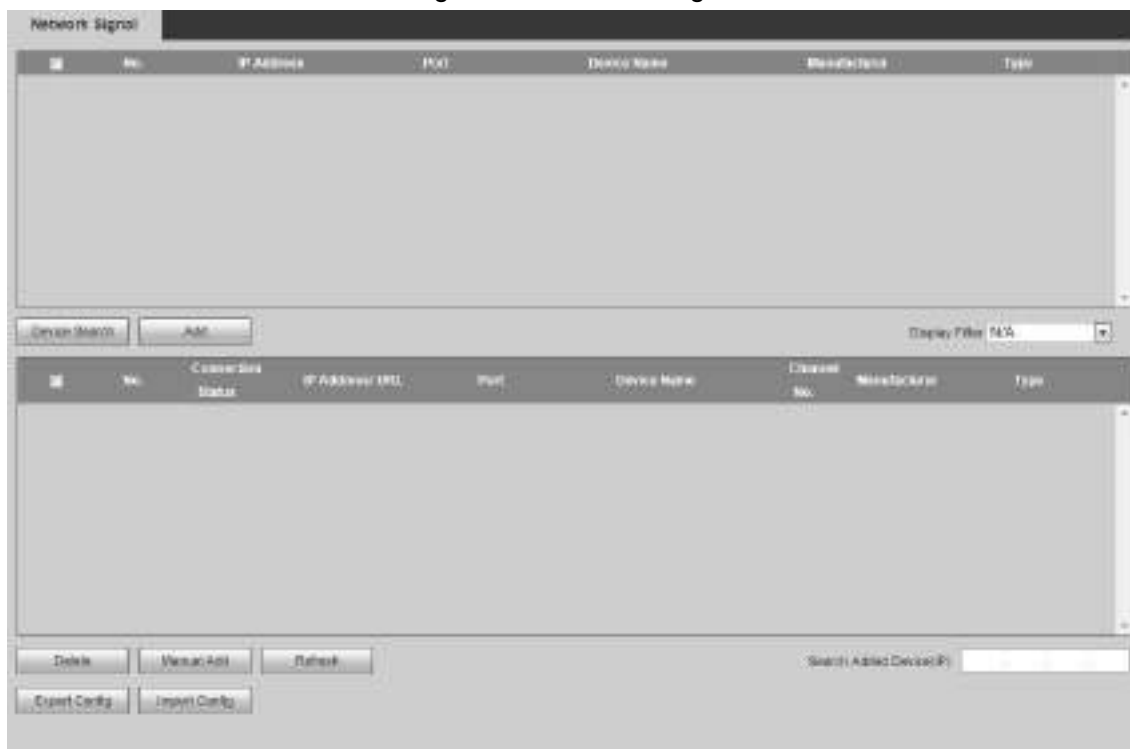 Network Signal
No. IP Address Port Device Name Manufacturer Type
Device Search Add Display Filter N/A
No. Connection Status IP Address/ URL Port Device Name Channel No. Manufacturer Type
Delete Manual Add Refresh Search Added Device(IP)
Export Config Import Config